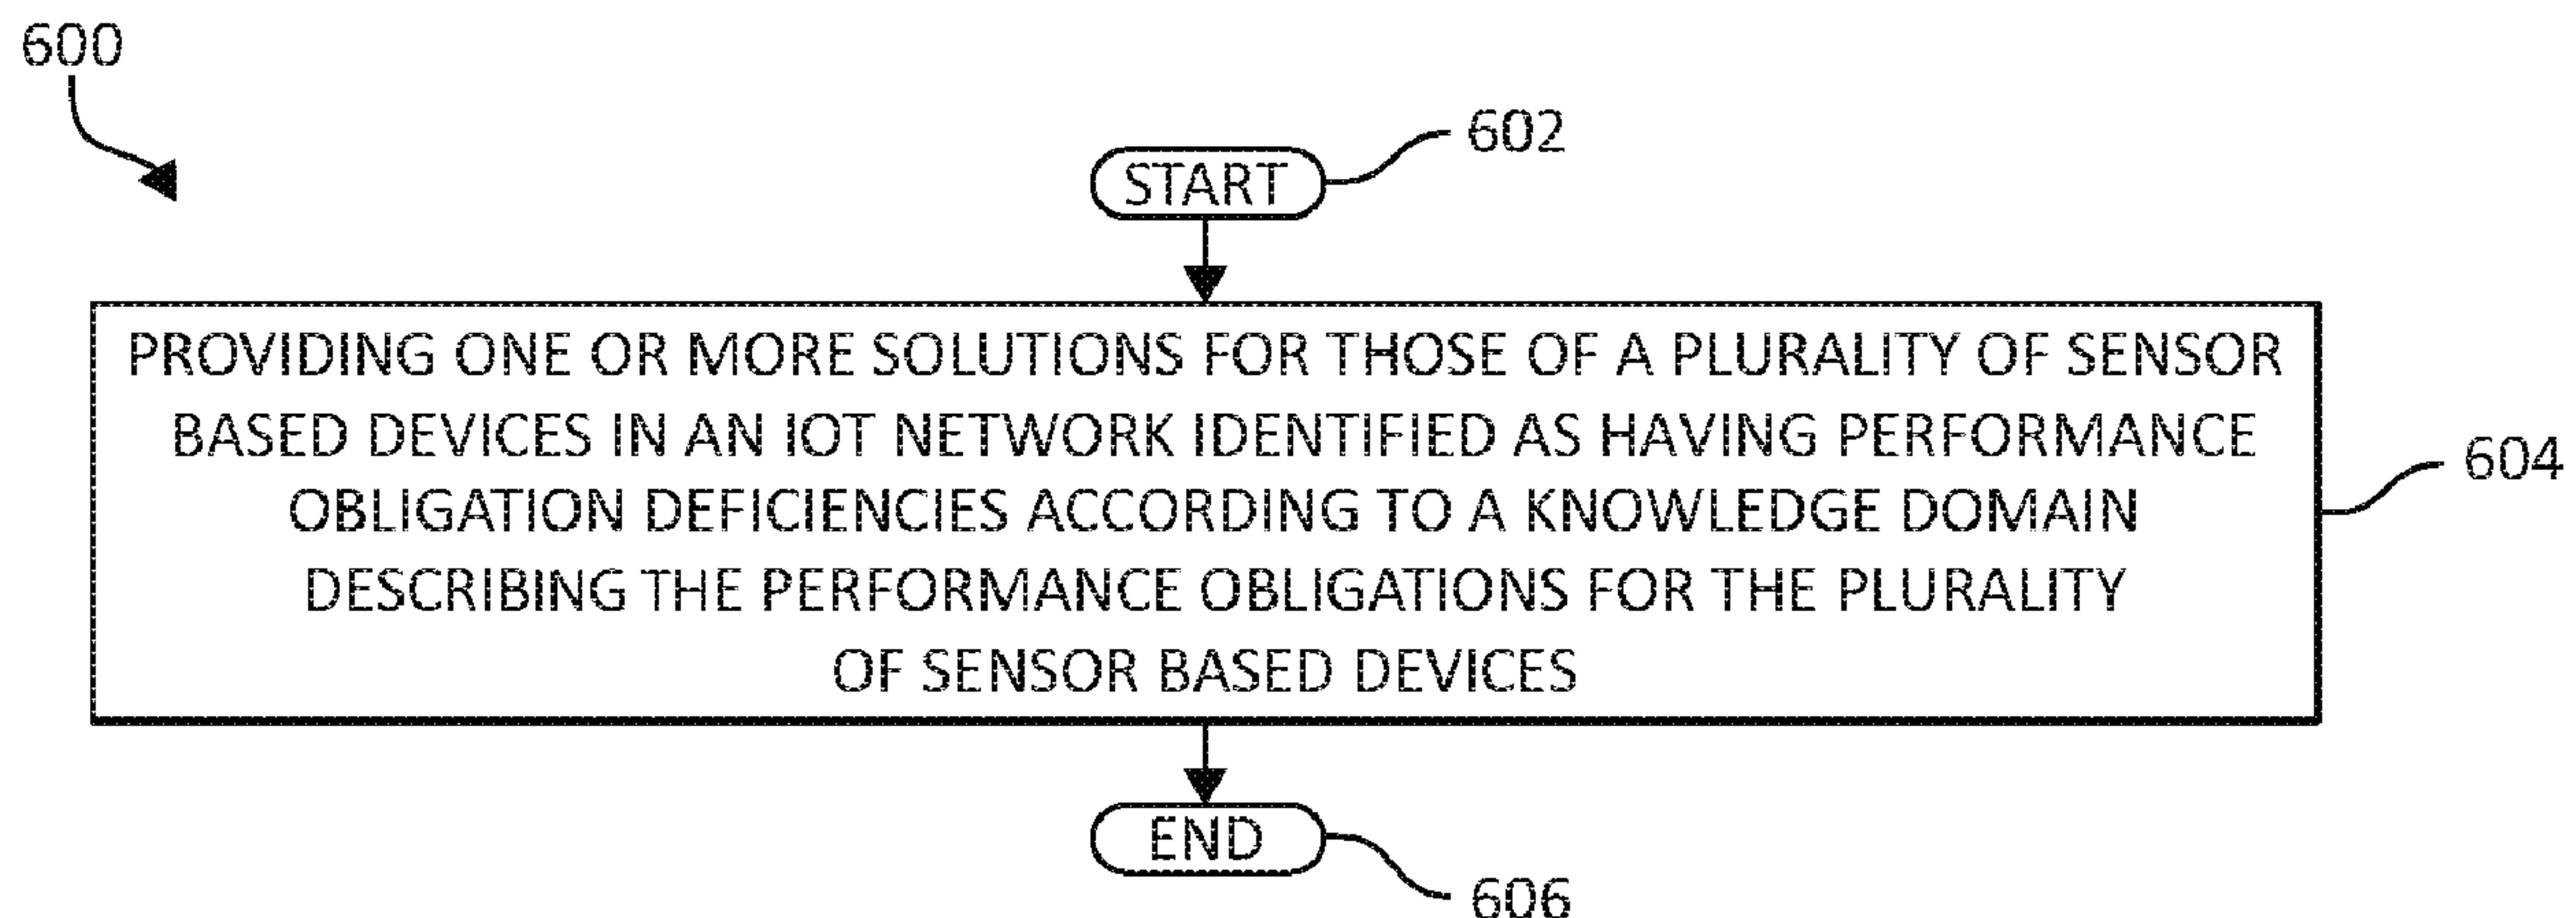 600
602
START
PROVIDING ONE OR MORE SOLUTIONS FOR THOSE OF A PLURALITY OF SENSOR
BASED DEVICES IN AN IOT NETWORK IDENTIFIED AS HAVING PERFORMANCE
OBLIGATION DEFICIENCIES ACCORDING TO A KNOWLEDGE DOMAIN
DESCRIBING THE PERFORMANCE OBLIGATIONS FOR THE PLURALITY
OF SENSOR BASED DEVICES
604
END
606